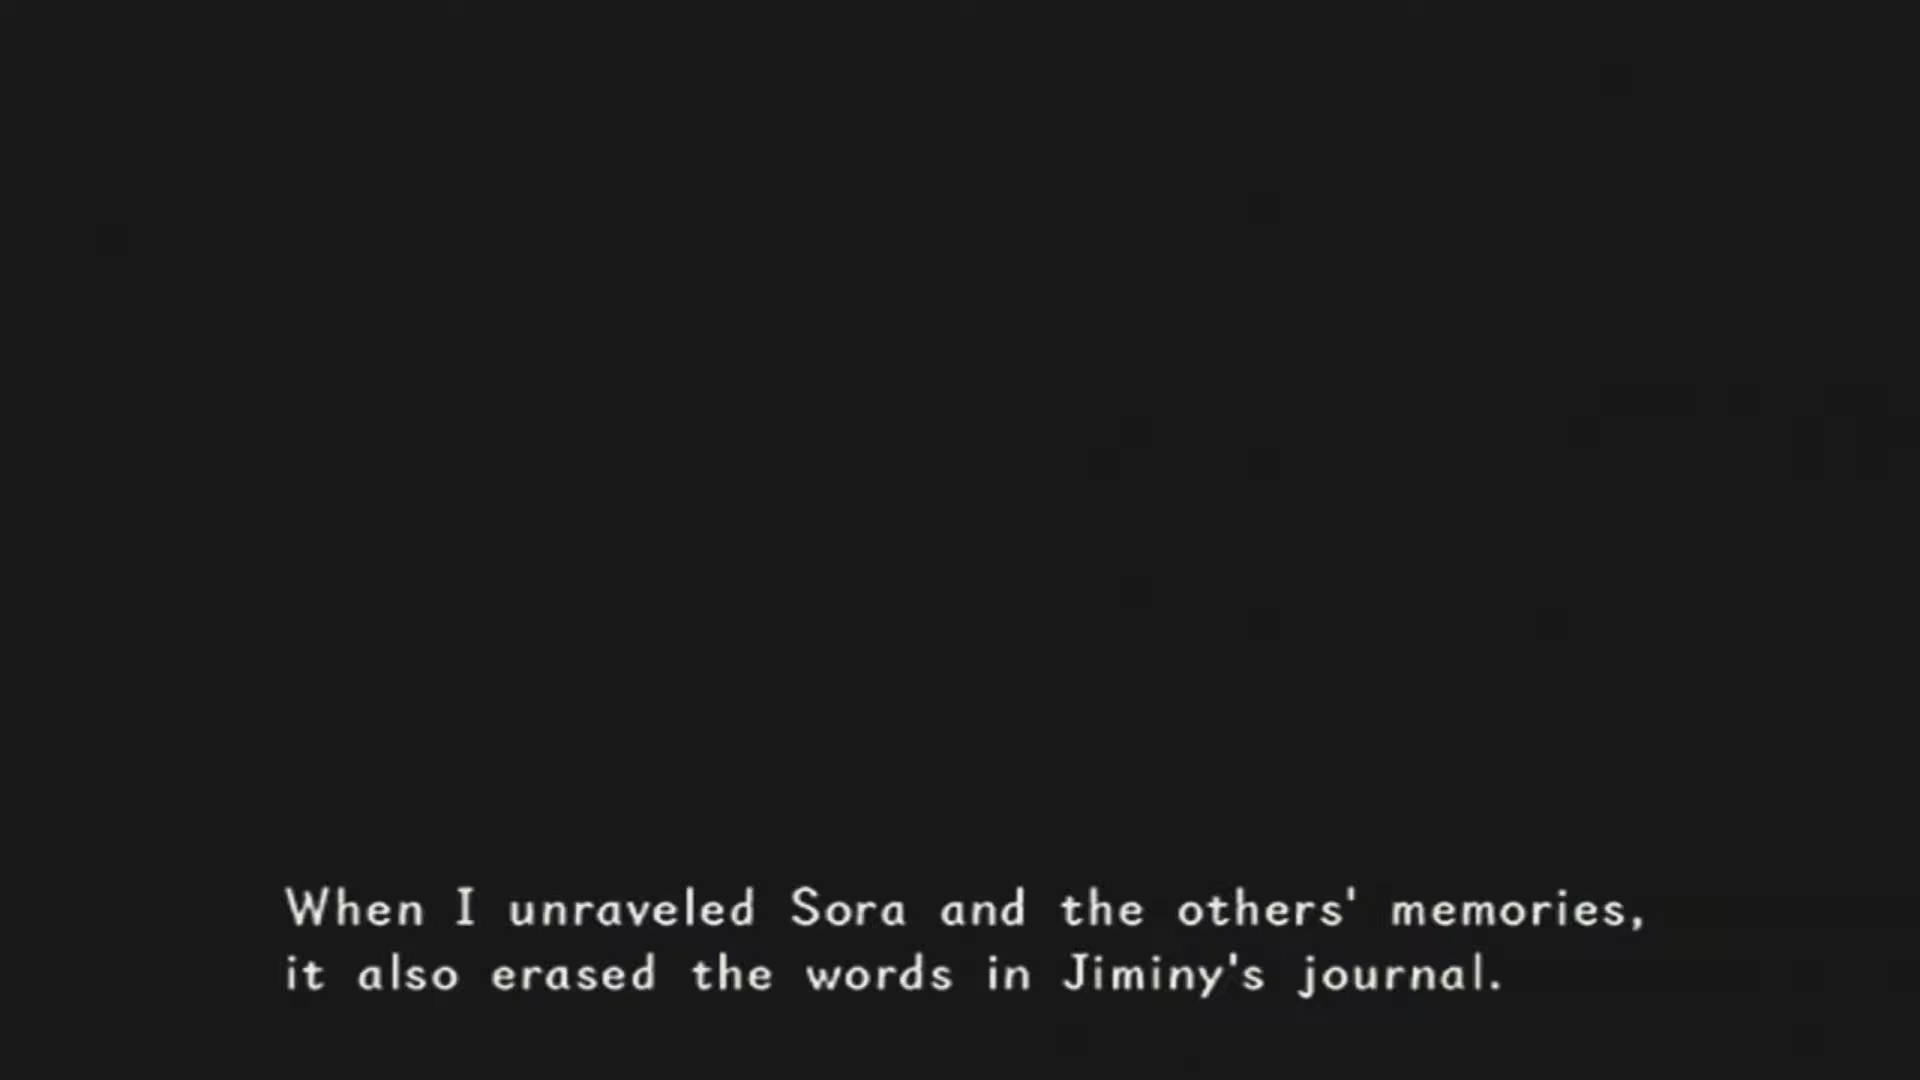 When I unraveled Sora and the others' memories,
it also erased the words in Jiminy's journal.